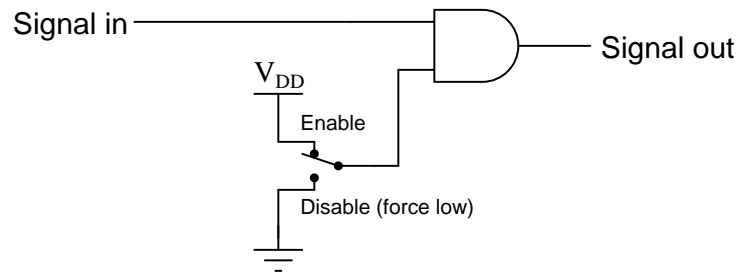 Signal in
Signal out
VDD
Enable
Disable (force low)